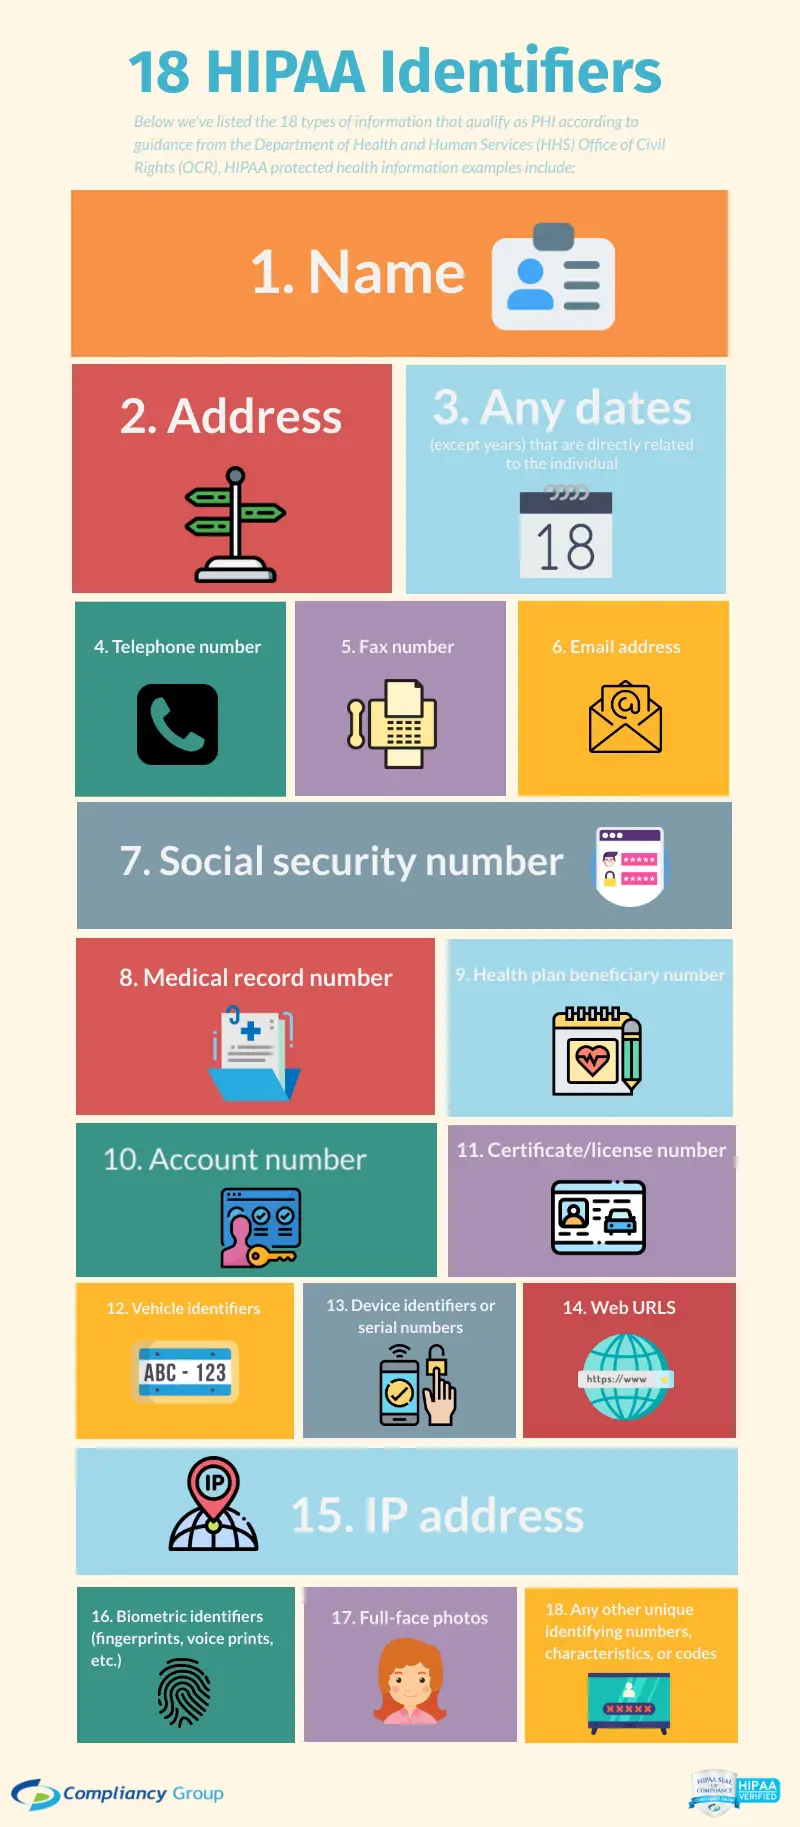 18 HIPAA Identifiers
Below we've listed the 18 types of information that qualify as PHI according to
guidance from the Department of Health and Human Services (HHS) Office of Civil
Rights (OCR), HIPAA protected health information examples include:
1. Name
2. Address
3. Any dates
(except years) that are directly related
to the individual
18
4. Telephone number
5. Fax number
6. Email address
@
7. Social security number
8. Medical record number
9. Health plan beneficiary number
10. Account number
11. Certificate/license number
12. Vehicle identifiers
ABC - 123
13. Device identifiers or
serial numbers
14. Web URLS
https://www
IP
15. IP address
16. Biometric identifiers
(fingerprints, voice prints,
etc.)
17. Full-face photos
18. Any other unique
identifying numbers,
characteristics, or codes
Compliancy Group
HIPAA SEAL
OF
COMPLIANCE
HIPAA
VERIFIED